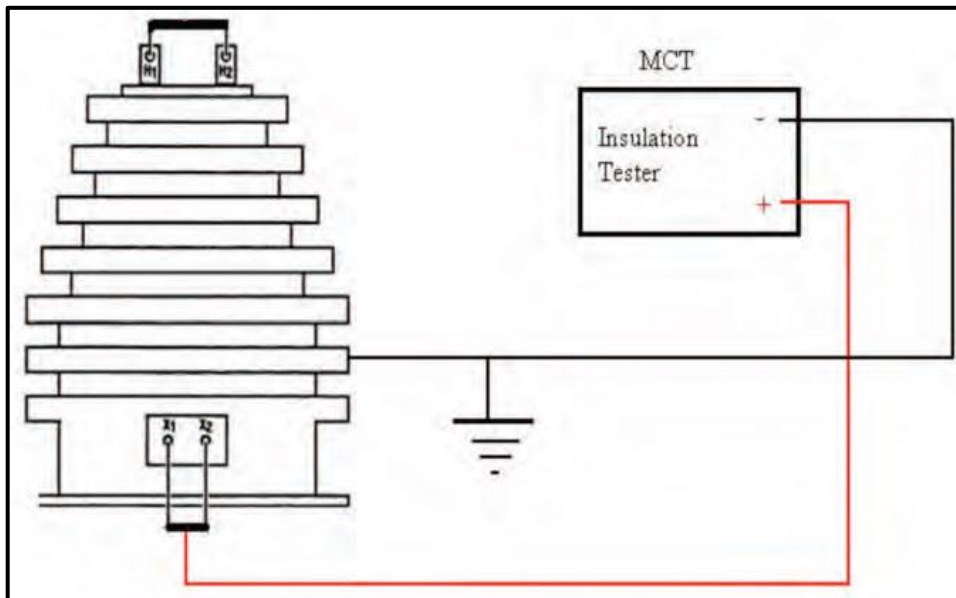 H1 H2
MCT
Insulation
Tester
-
+
X1 X2